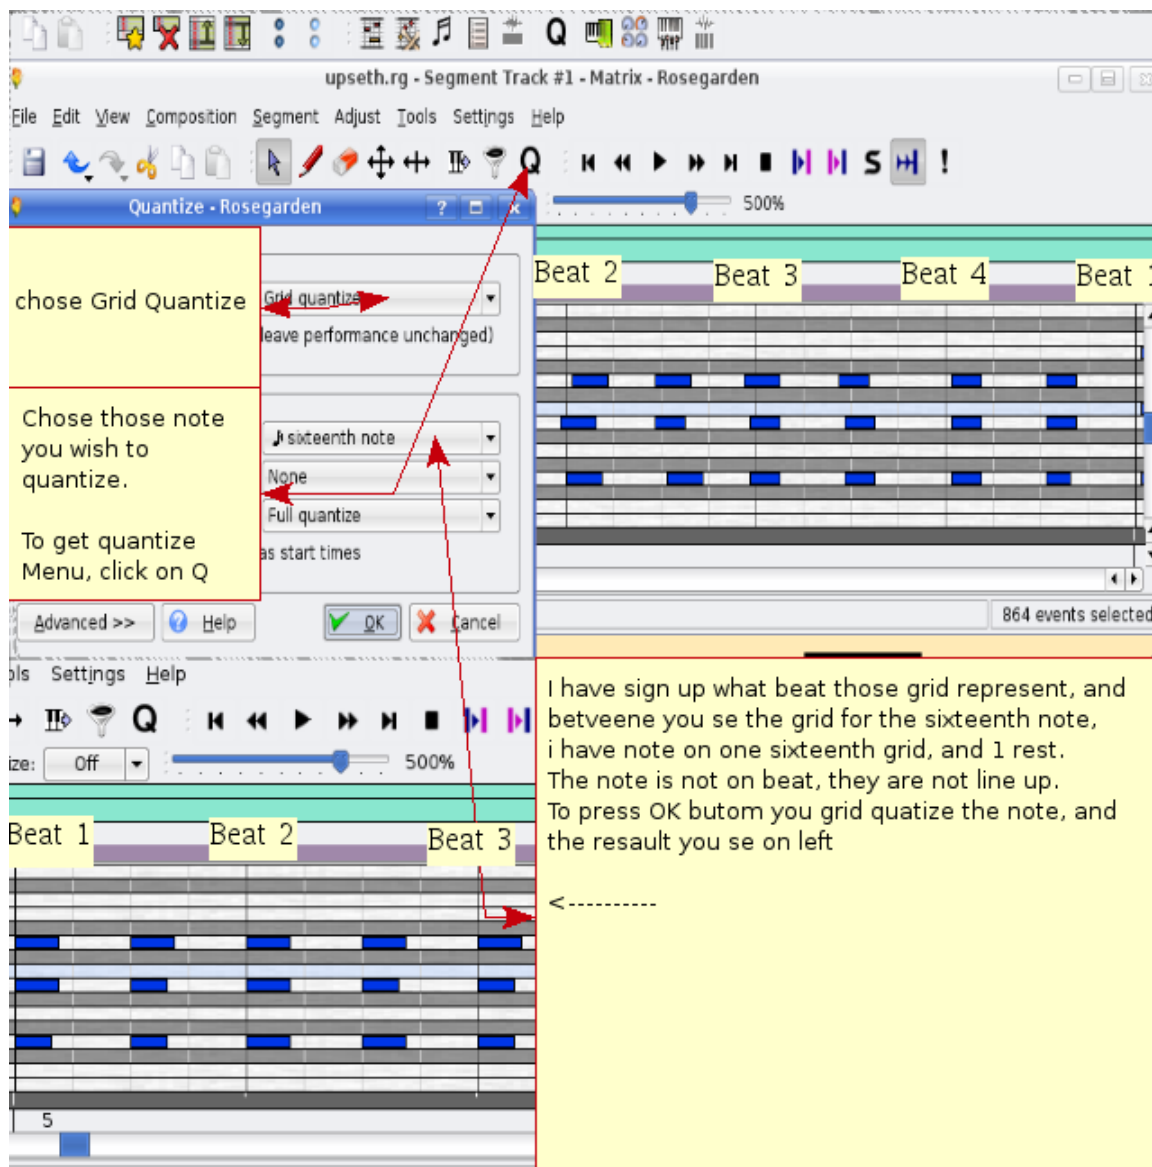 Q
upseth.rg - Segment Track #1 - Matrix - Rosegarden
File Edit View Composition Segment Adjust Tools Settings Help
Q S !
Quantize - Rosegarden ?
500%
Beat 2 Beat 3 Beat 4 Beat 1
chose Grid Quantize
Grid quantize
leave performance unchanged)
Chose those note
you wish to
quantize.
To get quantize
Menu, click on Q
sixteenth note
None
Full quantize
as start times
Advanced >> Help OK Cancel
864 events selected
ols Settings Help
Q
ize: Off 500%
Beat 1 Beat 2 Beat 3
5
I have sign up what beat those grid represent, and
betveene you se the grid for the sixteenth note,
i have note on one sixteenth grid, and 1 rest.
The note is not on beat, they are not line up.
To press OK butom you grid quatize the note, and
the resault you se on left
<----------